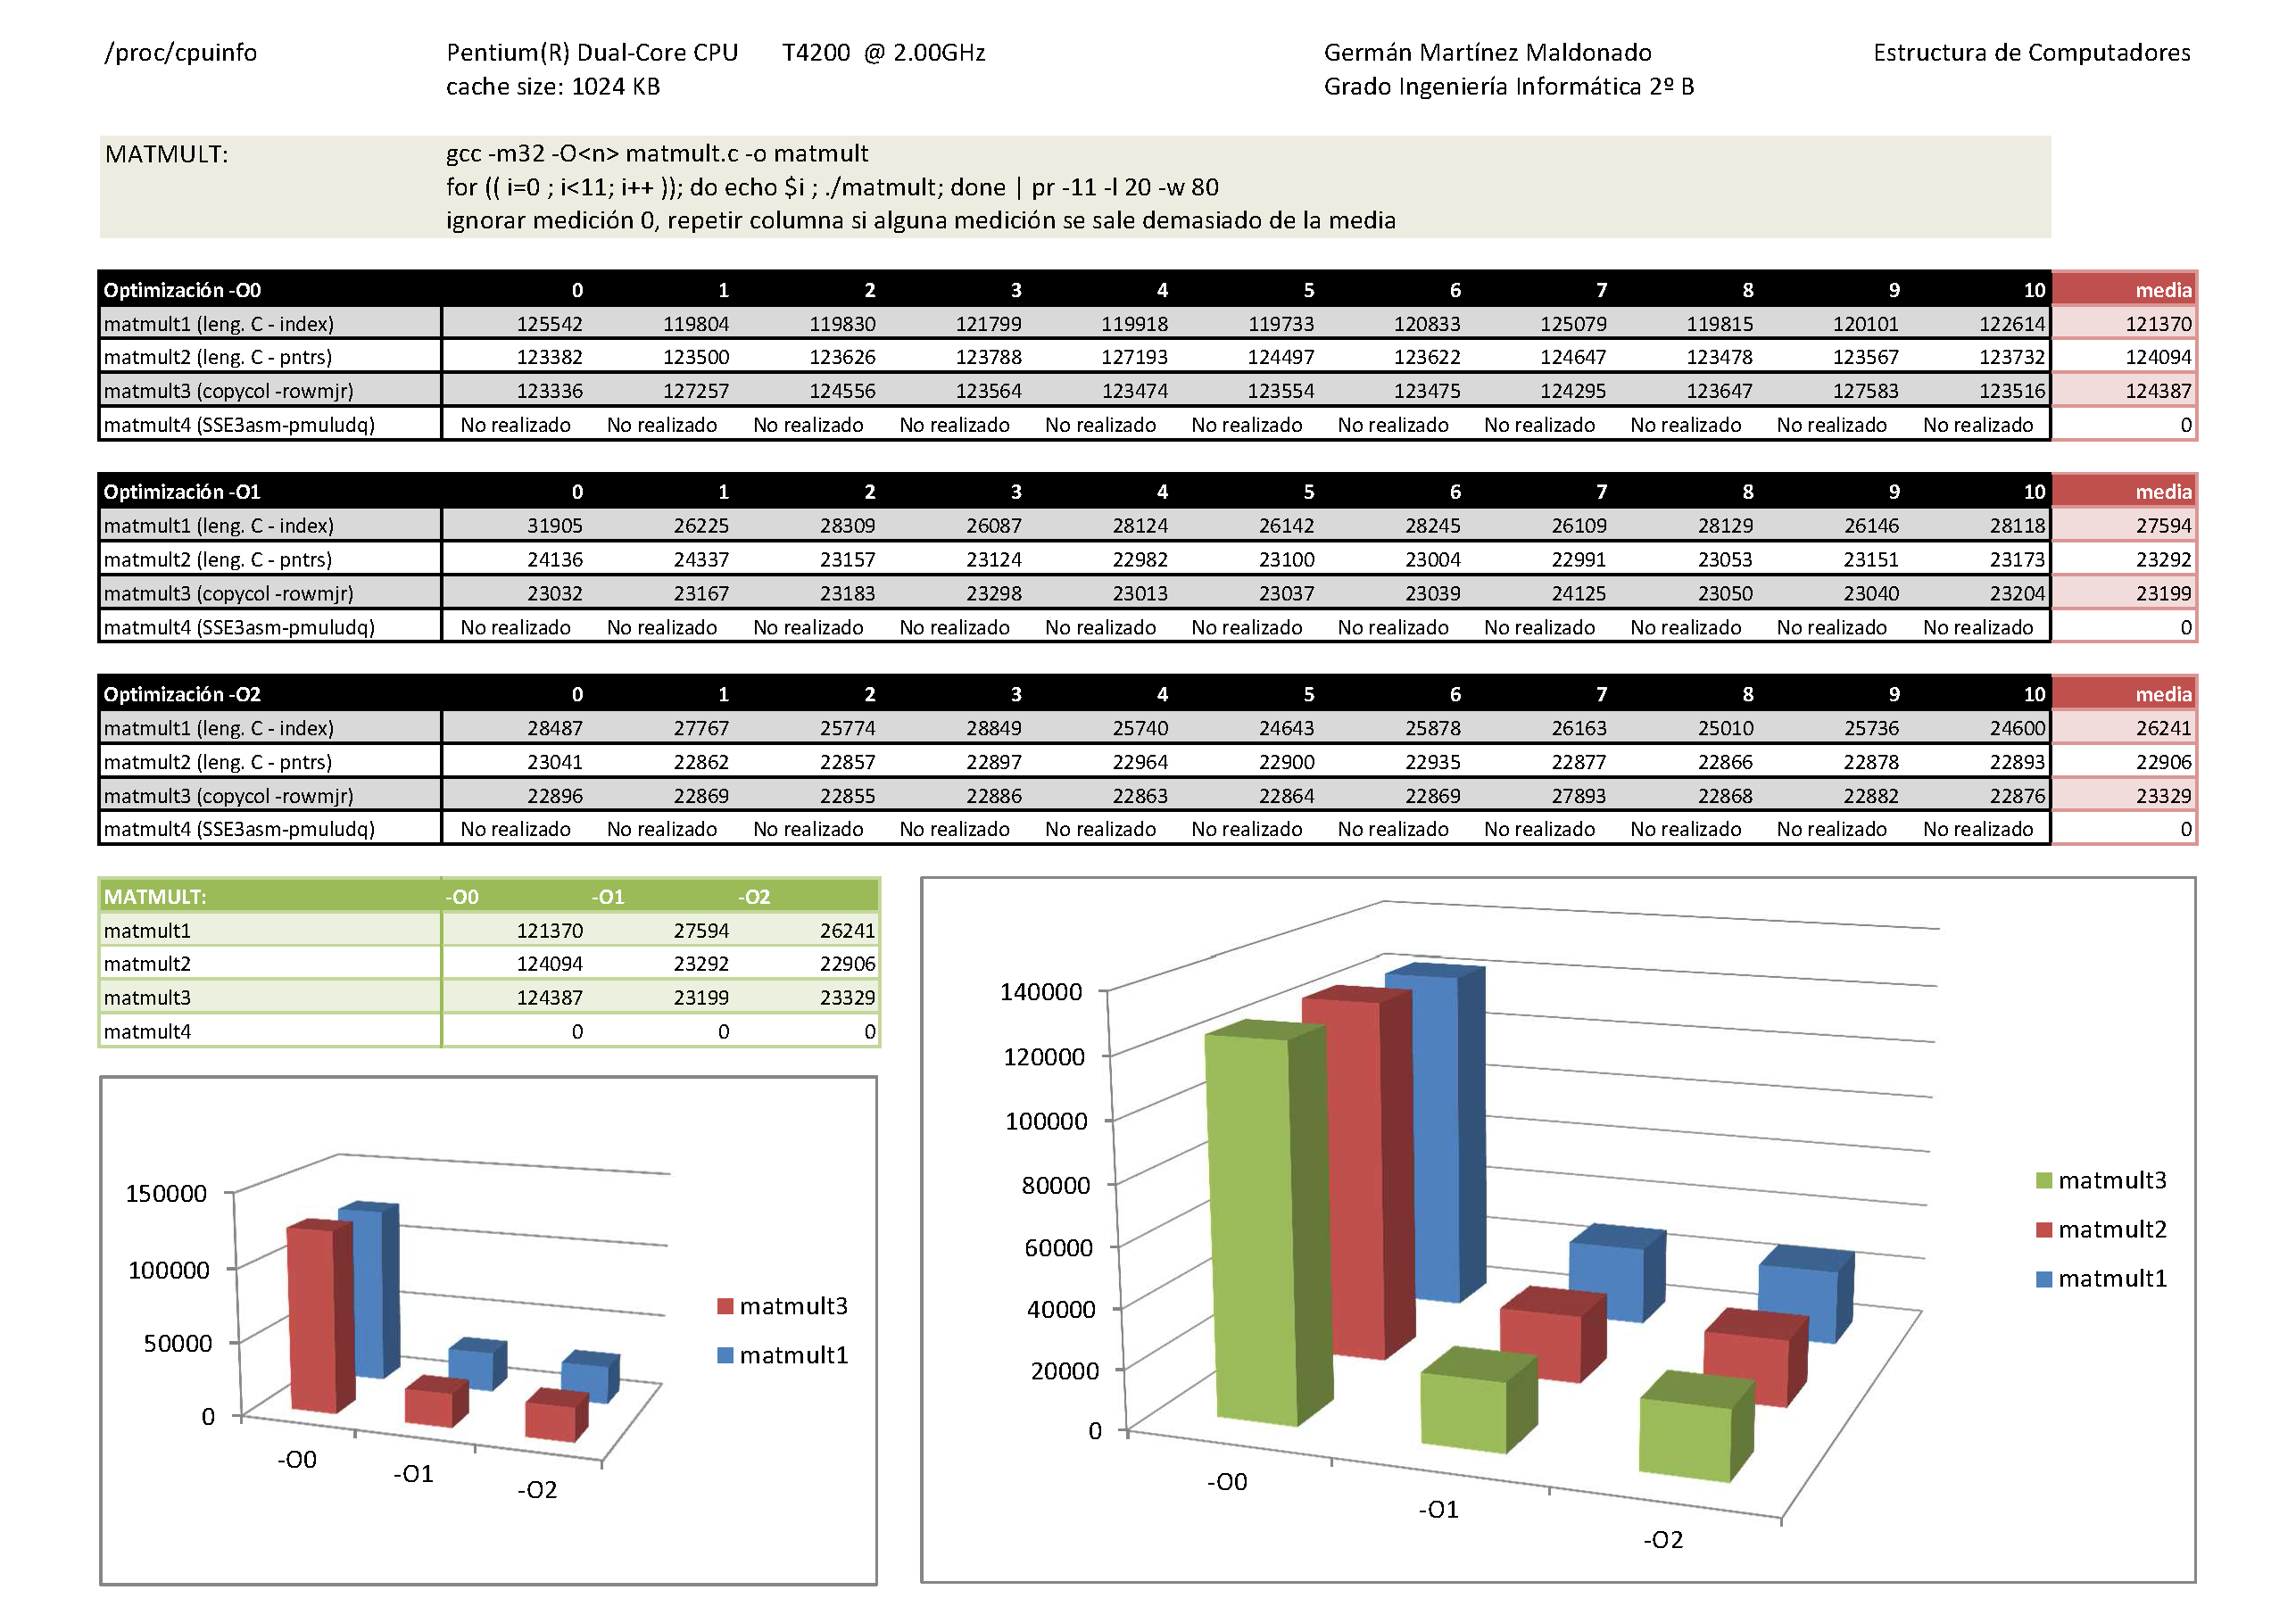 /proc/cpuinfo Pentium(R) Dual-Core CPU T4200 @ 2.00GHz Germán Martínez Maldonado Estructura de Computadores
cache size: 1024 KB Grado Ingeniería Informática 2º B
MATMULT: gcc -m32 -O<n> matmult.c -o matmult
for (( i=0 ; i<11; i++ )); do echo $i ; ./matmult; done | pr -11 -l 20 -w 80
ignorar medición 0, repetir columna si alguna medición se sale demasiado de la media
Optimización -O0 0 1 2 3 4 5 6 7 8 9 10 media
matmult1 (leng. C - index) 125542 119804 119830 121799 119918 119733 120833 125079 119815 120101 122614 121370
matmult2 (leng. C - pntrs) 123382 123500 123626 123788 127193 124497 123622 124647 123478 123567 123732 124094
matmult3 (copycol -rowmjr) 123336 127257 124556 123564 123474 123554 123475 124295 123647 127583 123516 124387
matmult4 (SSE3asm-pmuludq) No realizado No realizado No realizado No realizado No realizado No realizado No realizado No realizado No realizado No realizado No realizado 0
Optimización -O1 0 1 2 3 4 5 6 7 8 9 10 media
matmult1 (leng. C - index) 31905 26225 28309 26087 28124 26142 28245 26109 28129 26146 28118 27594
matmult2 (leng. C - pntrs) 24136 24337 23157 23124 22982 23100 23004 22991 23053 23151 23173 23292
matmult3 (copycol -rowmjr) 23032 23167 23183 23298 23013 23037 23039 24125 23050 23040 23204 23199
matmult4 (SSE3asm-pmuludq) No realizado No realizado No realizado No realizado No realizado No realizado No realizado No realizado No realizado No realizado No realizado 0
Optimización -O2 0 1 2 3 4 5 6 7 8 9 10 media
matmult1 (leng. C - index) 28487 27767 25774 28849 25740 24643 25878 26163 25010 25736 24600 26241
matmult2 (leng. C - pntrs) 23041 22862 22857 22897 22964 22900 22935 22877 22866 22878 22893 22906
matmult3 (copycol -rowmjr) 22896 22869 22855 22886 22863 22864 22869 27893 22868 22882 22876 23329
matmult4 (SSE3asm-pmuludq) No realizado No realizado No realizado No realizado No realizado No realizado No realizado No realizado No realizado No realizado No realizado 0
MATMULT: -O0 -O1 -O2
matmult1 121370 27594 26241
matmult2 124094 23292 22906
matmult3 124387 23199 23329
matmult4 0 0 0
150000
100000
50000
0
-O0
-O1
-O2
matmult3
matmult1
140000
120000
100000
80000
60000
40000
20000
0
-O0
-O1
-O2
matmult3
matmult2
matmult1